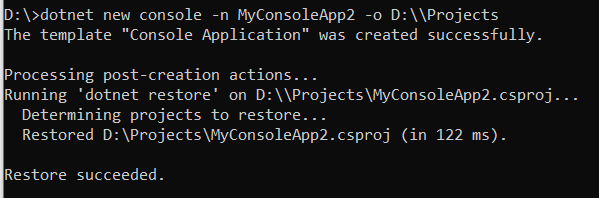 D:\>dotnet new console -n MyConsoleApp2 -o D:\\Projects
The template "Console Application" was created successfully.
Processing post-creation actions...
Running 'dotnet restore' on D:\\Projects\MyConsoleApp2.csproj...
Determining projects to restore...
Restored D:\Projects\MyConsoleApp2.csproj (in 122 ms).
Restore succeeded.